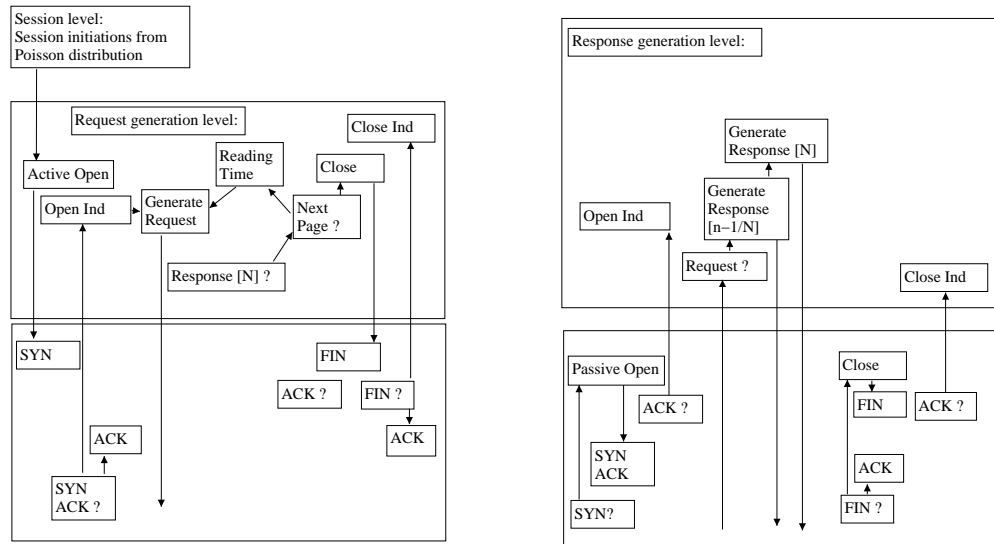 Session level:
Session initiations from
Poisson distribution
Request generation level:
Close Ind
Reading
Time
Close
Active Open
Open Ind
Generate
Request
Next
Page ?
Response [N] ?
SYN
FIN
ACK ?
FIN ?
ACK
ACK
SYN
ACK ?
Response generation level:
Generate
Response [N]
Generate
Response
[n−1/N]
Open Ind
Request ?
Close Ind
Passive Open
Close
ACK ?
FIN
ACK ?
SYN
ACK
ACK
SYN?
FIN ?